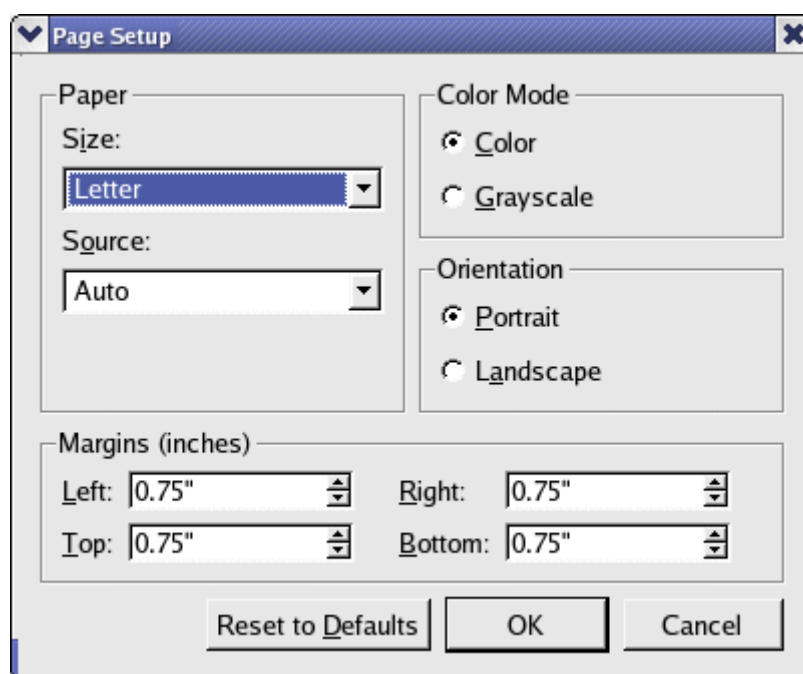 Page Setup
Paper
Size:
Letter
Source:
Auto
Color Mode
Color
Grayscale
Orientation
Portrait
Landscape
Margins (inches)
Left: 0.75" Right: 0.75"
Top: 0.75" Bottom: 0.75"
Reset to Defaults OK Cancel